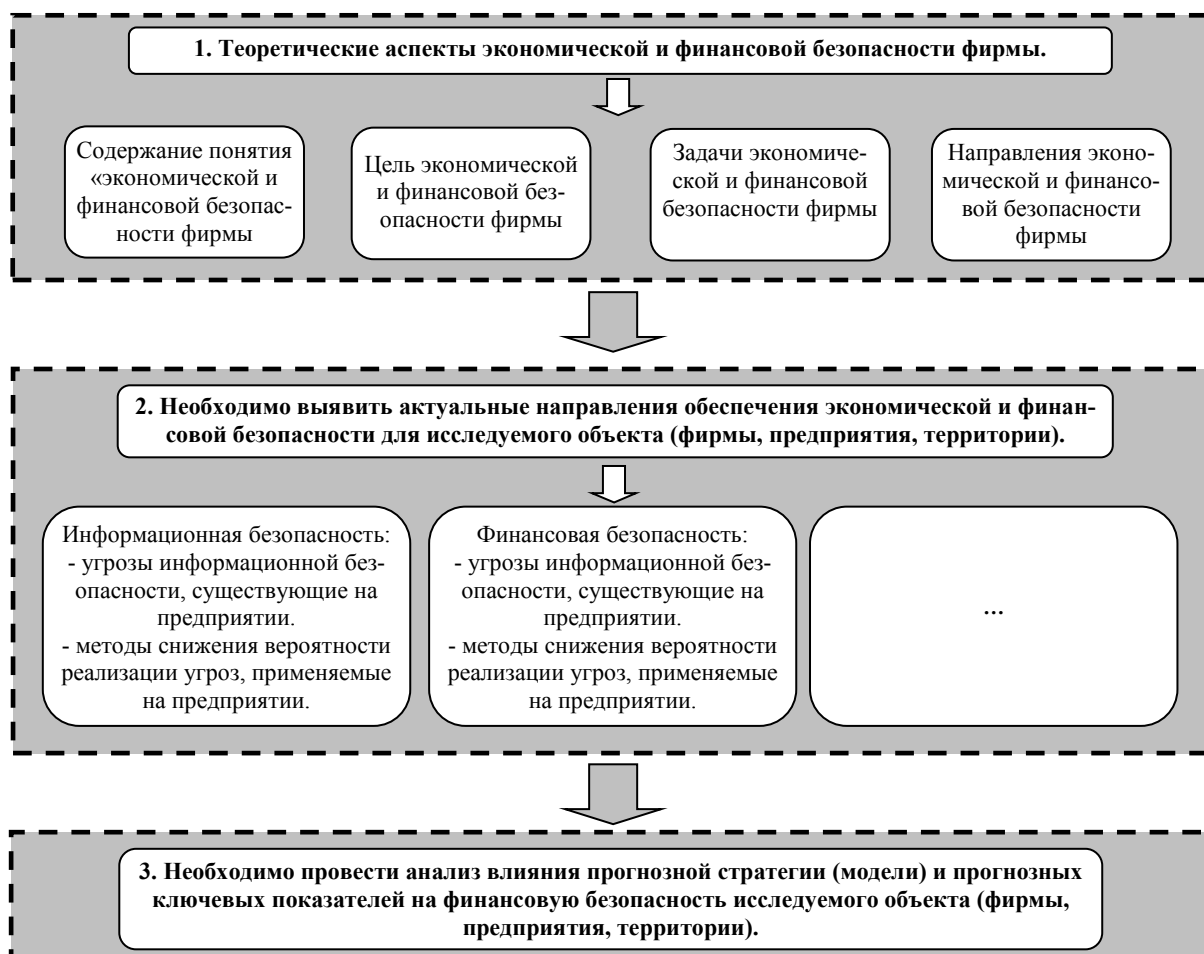 1. Теоретические аспекты экономической и финансовой безопасности фирмы.
Содержание понятия
«экономической и
финансовой безопас-
ности фирмы
Цель экономической
и финансовой без-
опасности фирмы
Задачи экономиче-
ской и финансовой
безопасности фирмы
Направления эконо-
мической и финансо-
вой безопасности
фирмы
2. Необходимо выявить актуальные направления обеспечения экономической и финан-
совой безопасности для исследуемого объекта (фирмы, предприятия, территории).
Информационная безопасность:
- угрозы информационной без-
опасности, существующие на
предприятии.
- методы снижения вероятности
реализации угроз, применяемые
на предприятии.
Финансовая безопасность:
- угрозы информационной без-
опасности, существующие на
предприятии.
- методы снижения вероятности
реализации угроз, применяемые
на предприятии.
...
3. Необходимо провести анализ влияния прогнозной стратегии (модели) и прогнозных
ключевых показателей на финансовую безопасность исследуемого объекта (фирмы,
предприятия, территории).